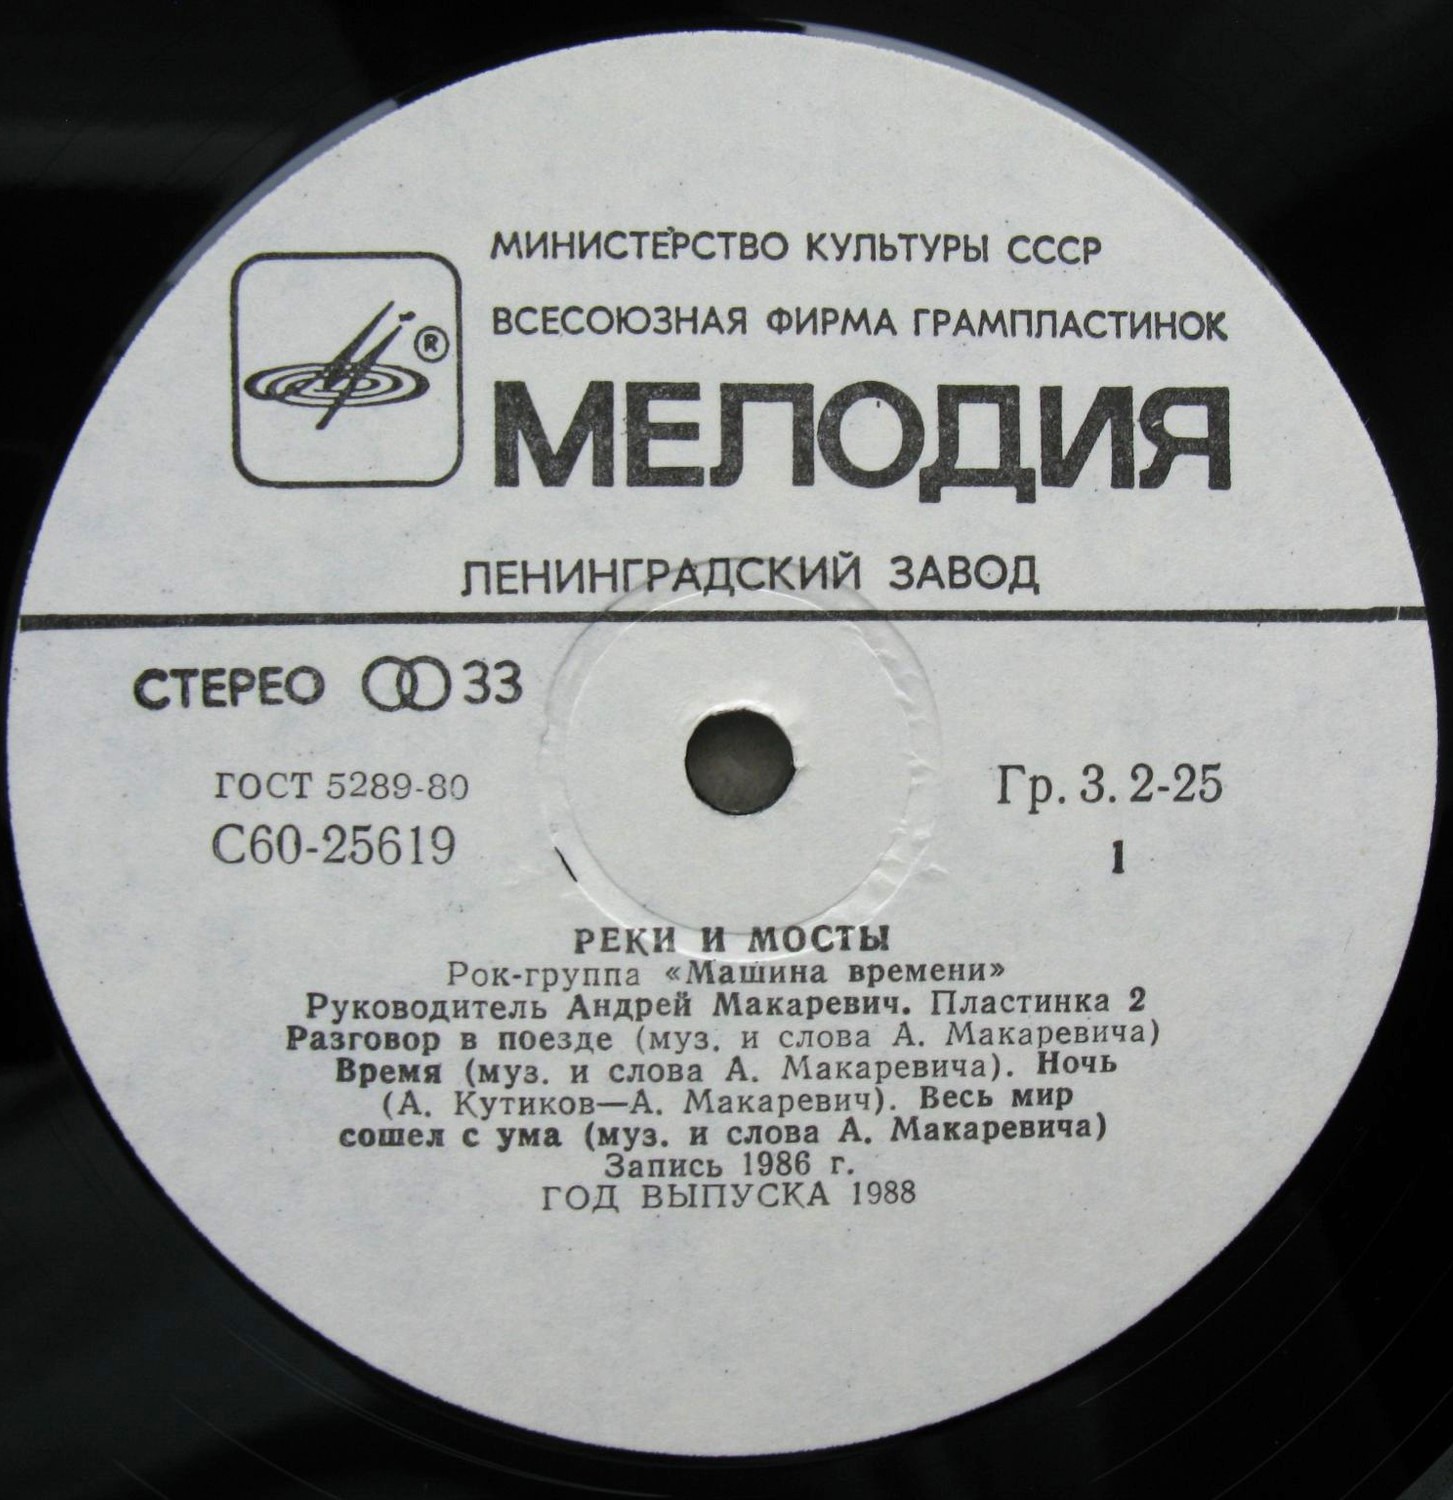 МИНИСТЕРСТВО КУЛЬТУРЫ СССР
ВСЕСОЮЗНАЯ ФИРМА ГРАМПЛАСТИНОК
®
МЕЛОДИЯ
ЛЕНИНГРАДСКИЙ ЗАВОД
СТЕРЕО 33
ГОСТ 5289-80
Гр. 3. 2-25
С60-25619
1
РЕКИ И МОСТЫ
Рок-группа «Машина времени»
Руководитель Андрей Макаревич. Пластинка 2
Разговор в поезде (муз. и слова А. Макаревича)
Время (муз. и слова А. Макаревича). Ночь
(А. Кутиков—А. Макаревич). Весь мир
сошел с ума (муз. и слова А. Макаревича)
Запись 1986 г.
ГОД ВЫПУСКА 1988